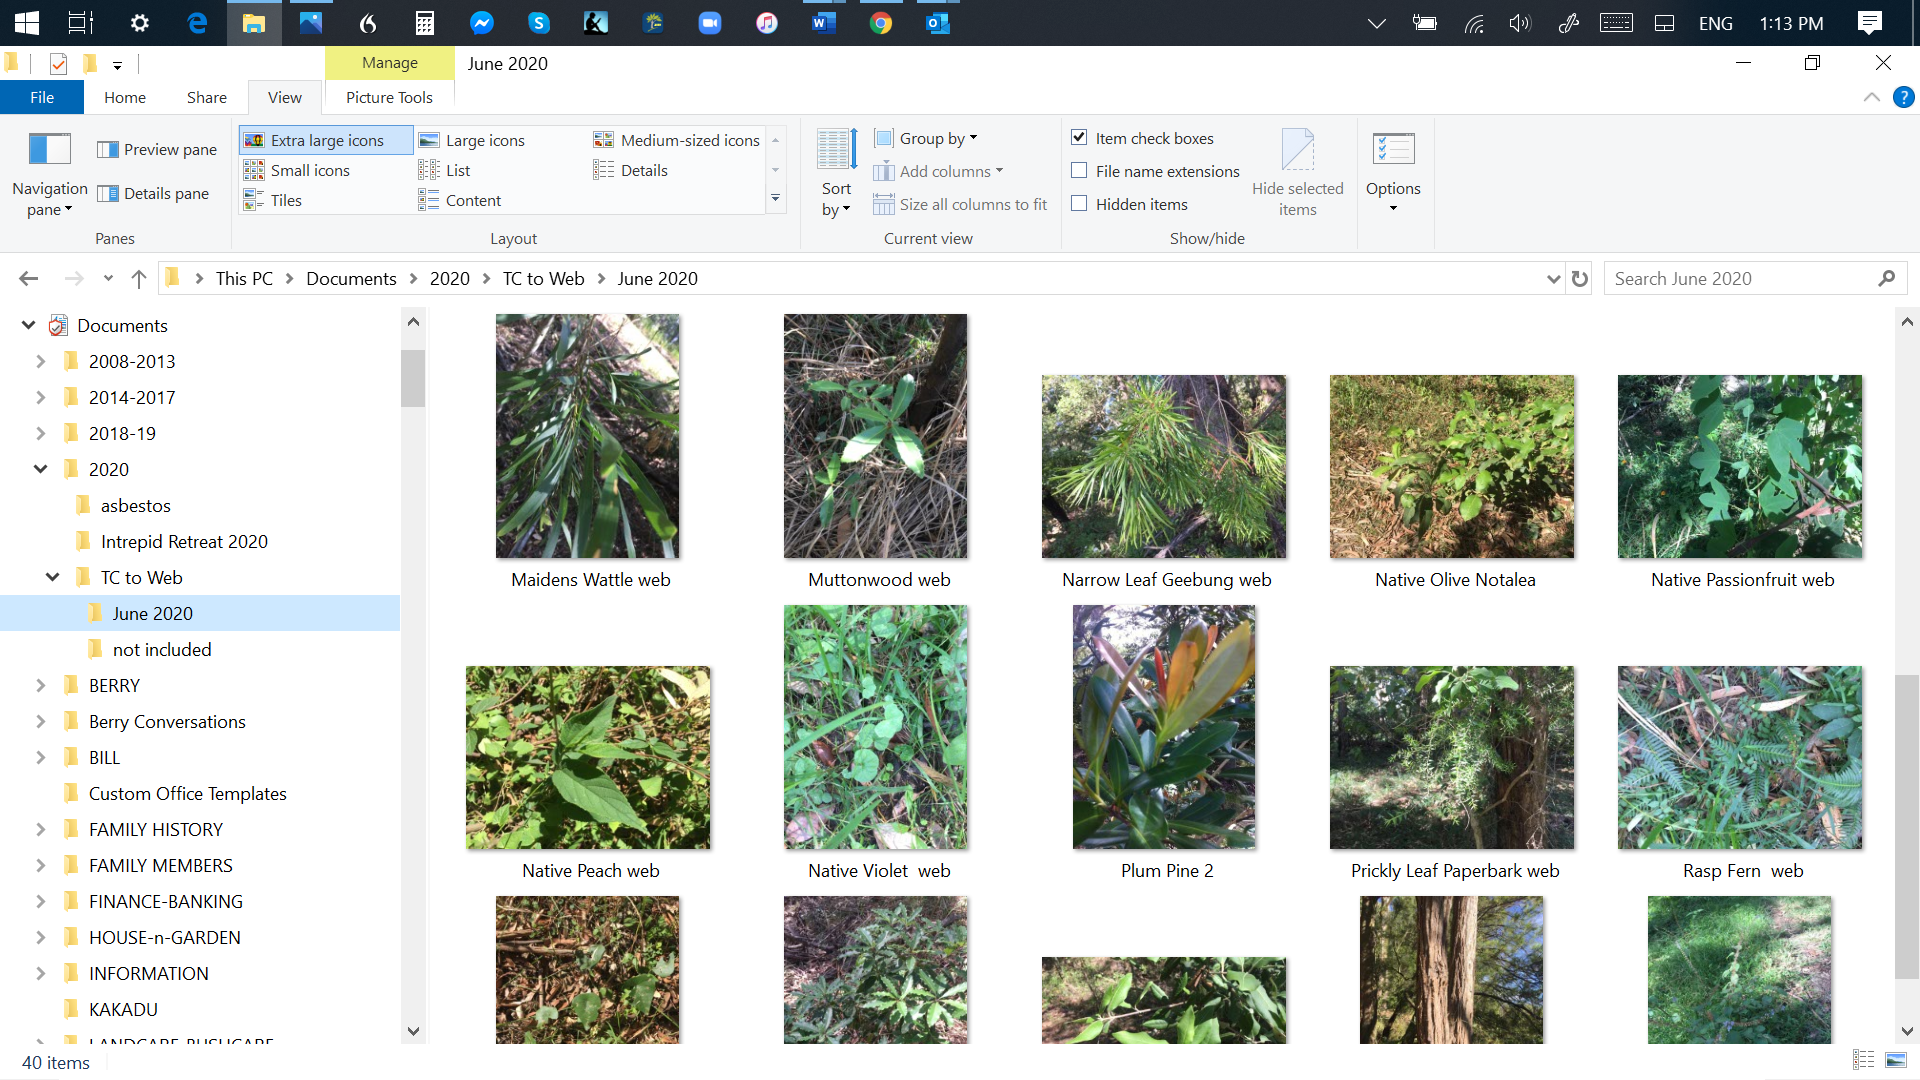 ENG 1:13 PM
Manage June 2020
File Home Share View Picture Tools
Extra large icons Large icons Medium-sized icons
Small icons List Details
Tiles Content
Layout
Navigation pane
Preview pane
Details pane
Panes
Sort by
Group by
Add columns
Size all columns to fit
Current view
Item check boxes
File name extensions
Hidden items
Hide selected items
Show/hide
Options
This PC Documents 2020 TC to Web June 2020
Search June 2020
Documents
2008-2013
2014-2017
2018-19
2020
asbestos
Intrepid Retreat 2020
TC to Web
June 2020
not included
BERRY
Berry Conversations
BILL
Custom Office Templates
FAMILY HISTORY
FAMILY MEMBERS
FINANCE-BANKING
HOUSE-n-GARDEN
INFORMATION
KAKADU
LANDCARE-BUSHCARE
Maidens Wattle web Muttonwood web Narrow Leaf Geebung web Native Olive Notalea Native Passionfruit web
Native Peach web Native Violet  web Plum Pine 2 Prickly Leaf Paperbark web Rasp Fern  web
40 items